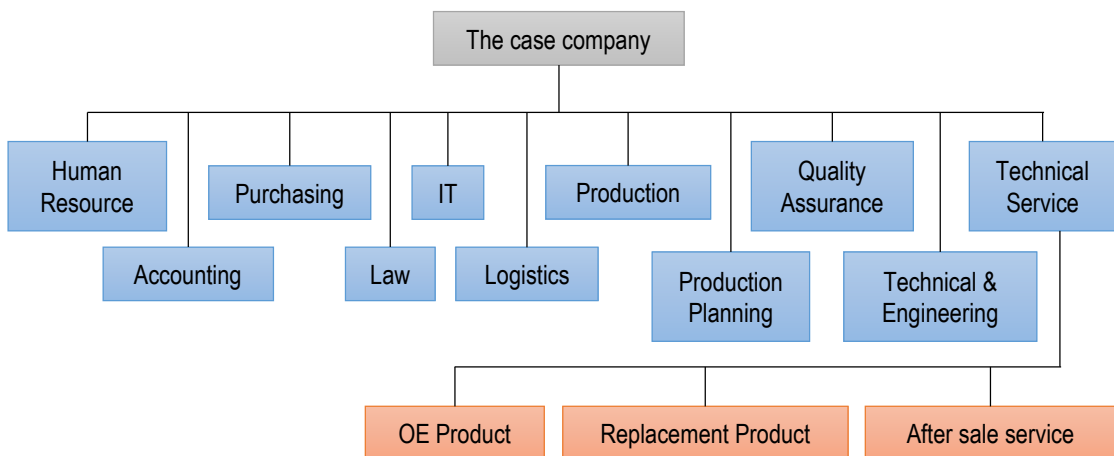 The case company
Human
Resource
Purchasing
IT
Production
Quality
Assurance
Technical
Service
Accounting
Law
Logistics
Production
Planning
Technical &
Engineering
OE Product
Replacement Product
After sale service